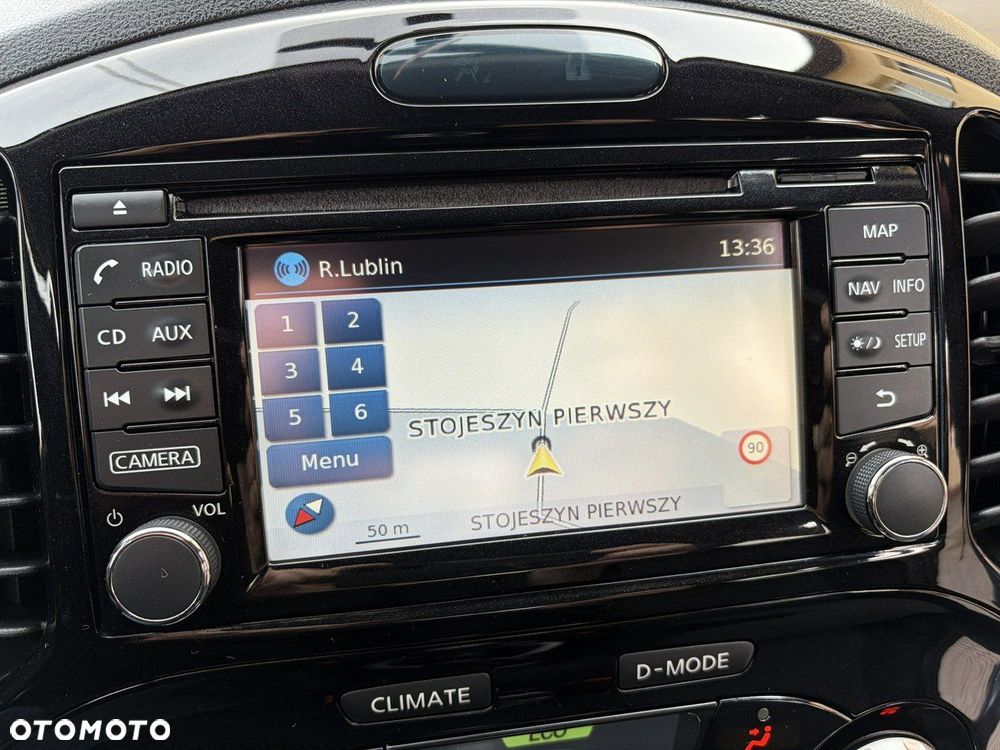 R.Lublin
13:36
1
2
3
4
5
6
Menu
STOJESZYN PIERWSZY
90
50 m
STOJESZYN PIERWSZY
RADIO
CD AUX
CAMERA
VOL
MAP
NAV INFO
SETUP
CLIMATE
D-MODE
ECO
OTOMOTO